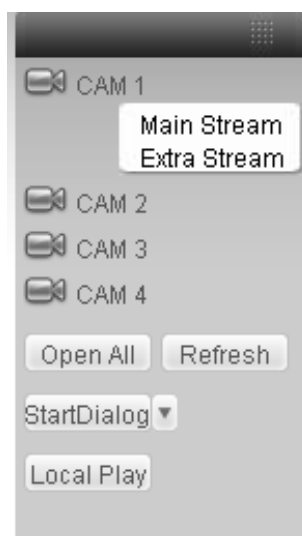 CAM 1
Main Stream
Extra Stream
CAM 2
CAM 3
CAM 4
Open All Refresh
StartDialog
Local Play